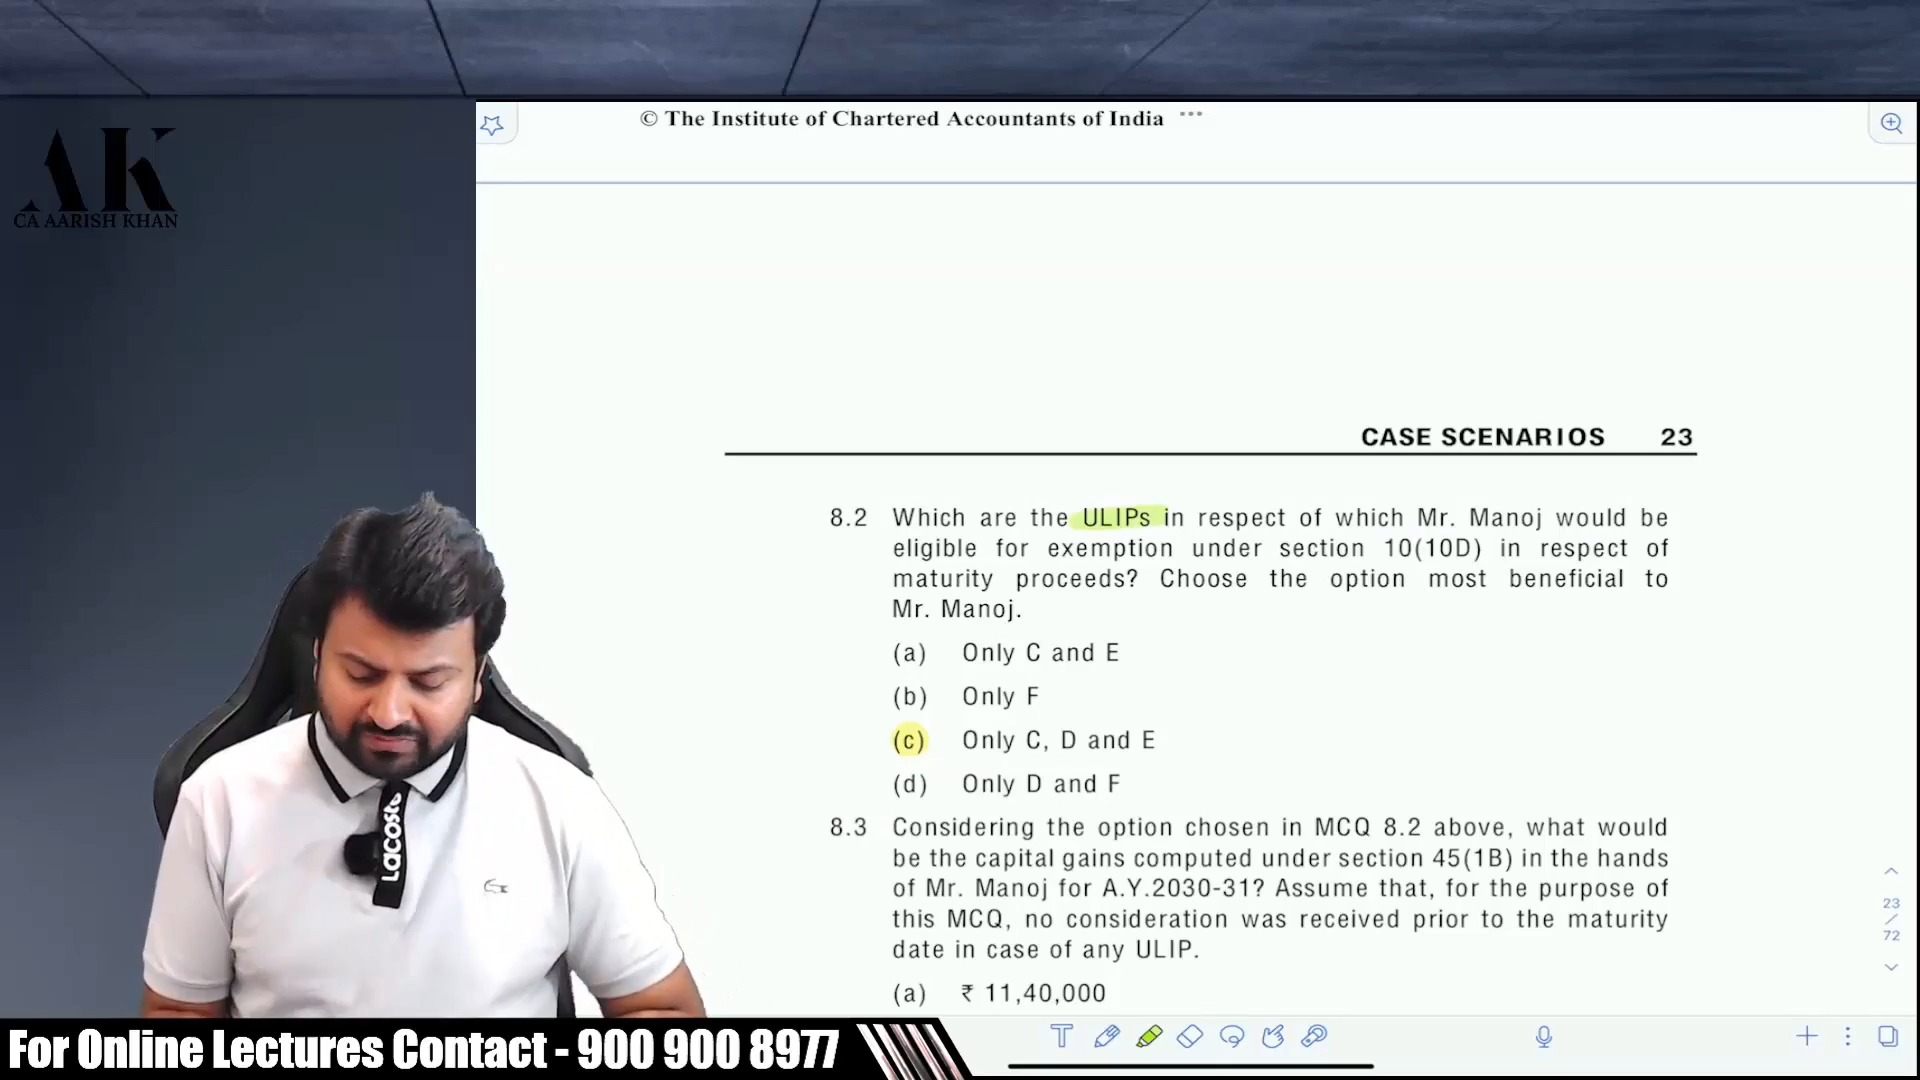 © The Institute of Chartered Accountants of India
AK
CA AARISH KHAN
CASE SCENARIOS 23
8.2 Which are the ULIPs in respect of which Mr. Manoj would be
eligible for exemption under section 10(10D) in respect of
maturity proceeds? Choose the option most beneficial to
Mr. Manoj.
(a) Only C and E
(b) Only F
(c) Only C, D and E
(d) Only D and F
8.3 Considering the option chosen in MCQ 8.2 above, what would
be the capital gains computed under section 45(1B) in the hands
of Mr. Manoj for A.Y.2030-31? Assume that, for the purpose of
this MCQ, no consideration was received prior to the maturity
date in case of any ULIP.
(a) ₹ 11,40,000
23
/
72
Lacoste
For Online Lectures Contact - 900 900 8977